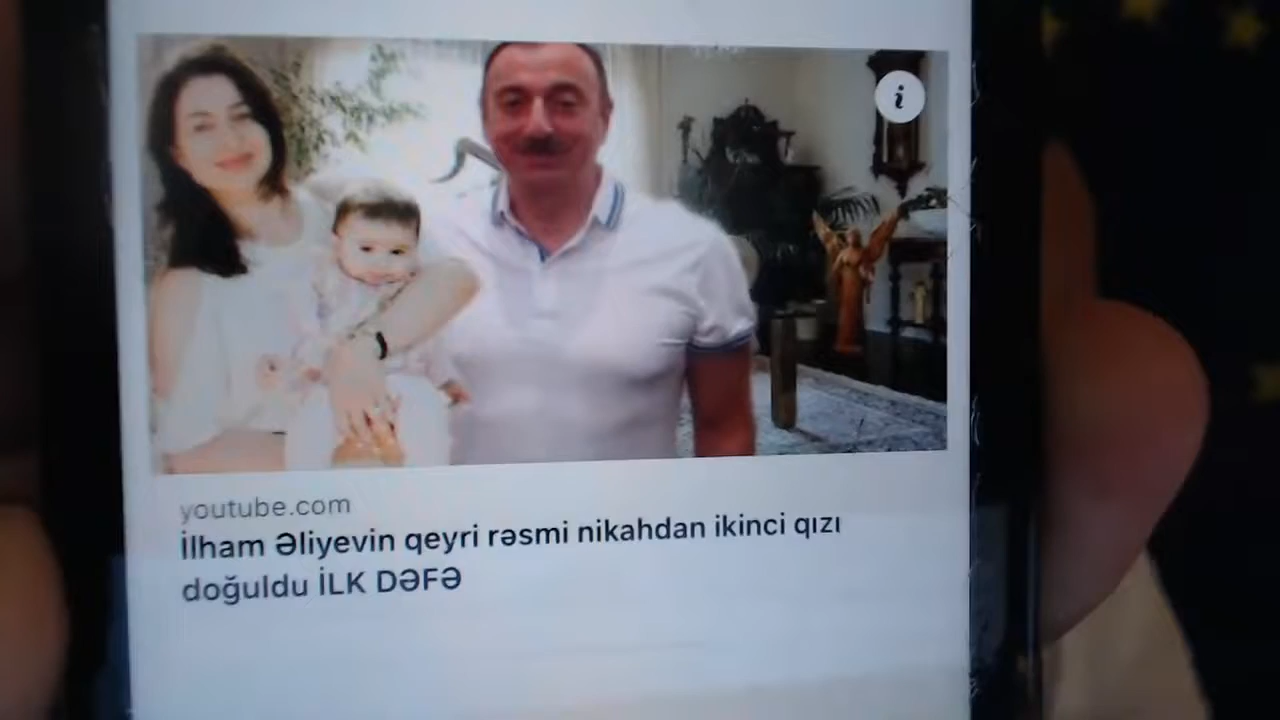 youtube.com
İlham Əliyevin qeyri rəsmi nikahdan ikinci qızı
doğuldu İLK DƏFƏ